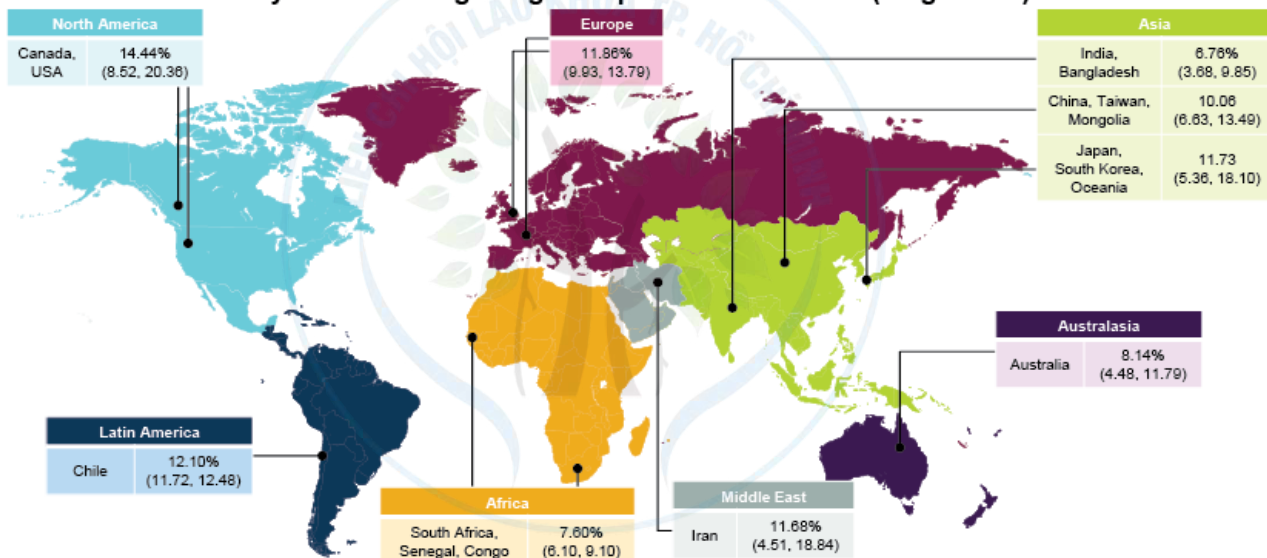 North America
Canada, USA 14.44% (8.52, 20.36)
Europe
11.86%
(9.93, 13.79)
Asia
India, Bangladesh 6.76% (3.68, 9.85)
China, Taiwan, Mongolia 10.06 (6.63, 13.49)
Japan, South Korea, Oceania 11.73 (5.36, 18.10)
Australasia
Australia 8.14% (4.48, 11.79)
Latin America
Chile 12.10% (11.72, 12.48)
Africa
South Africa, Senegal, Congo 7.60% (6.10, 9.10)
Middle East
Iran 11.68% (4.51, 18.84)